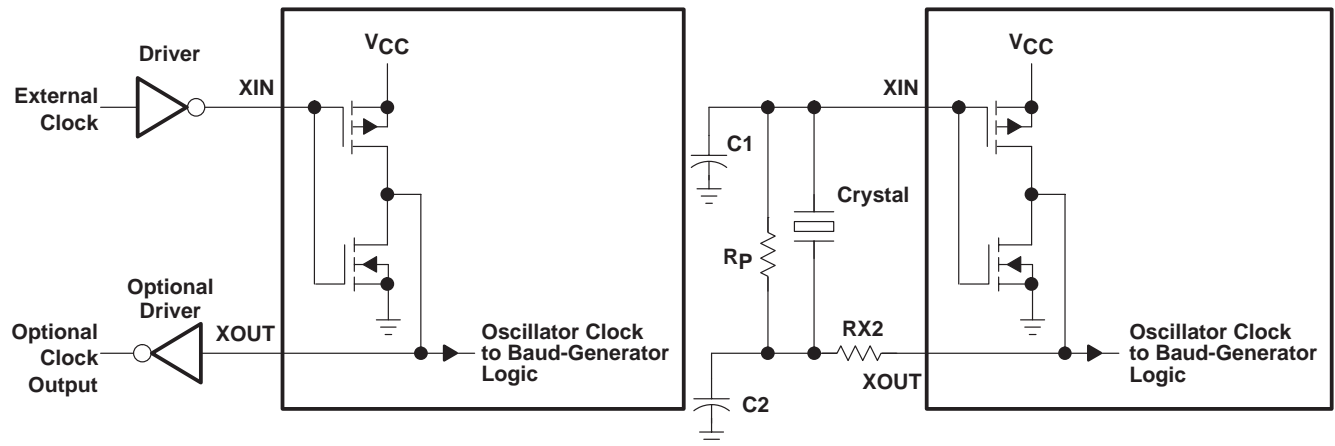 Driver
External
Clock
XIN
VCC
Optional
Driver
Optional
Clock
Output
XOUT
Oscillator Clock
to Baud-Generator
Logic
XIN
VCC
C1
Crystal
RP
RX2
XOUT
C2
Oscillator Clock
to Baud-Generator
Logic